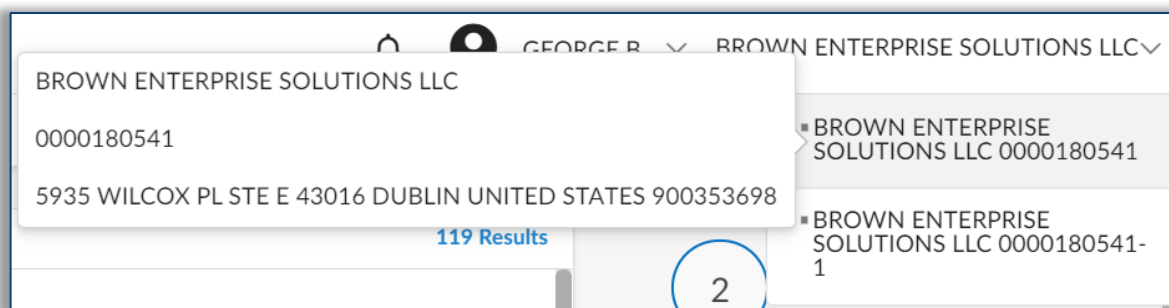 GEORGE B
BROWN ENTERPRISE SOLUTIONS LLC
BROWN ENTERPRISE SOLUTIONS LLC
0000180541
5935 WILCOX PL STE E 43016 DUBLIN UNITED STATES 900353698
BROWN ENTERPRISE
SOLUTIONS LLC 0000180541
BROWN ENTERPRISE
SOLUTIONS LLC 0000180541-
1
119 Results
2